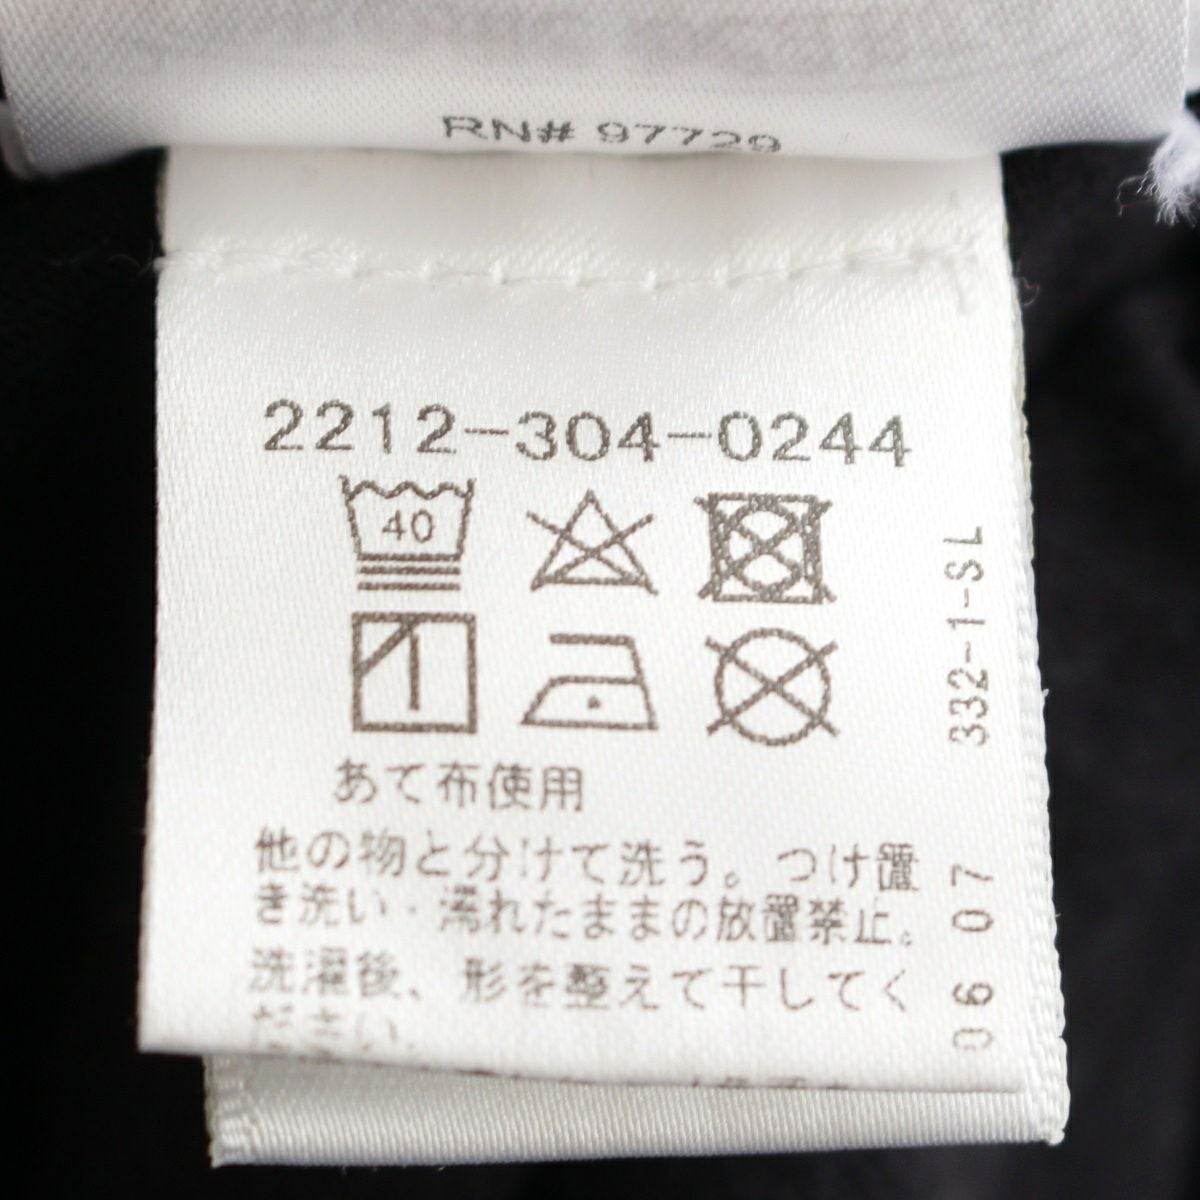 RN# 97729
2212-304-0244
40
あて布使用
他の物と分けて洗う。つけ置
き洗い・濡れたままの放置禁止。
洗濯後、形を整えて干してく
ださい。
332-1-SL
06 07